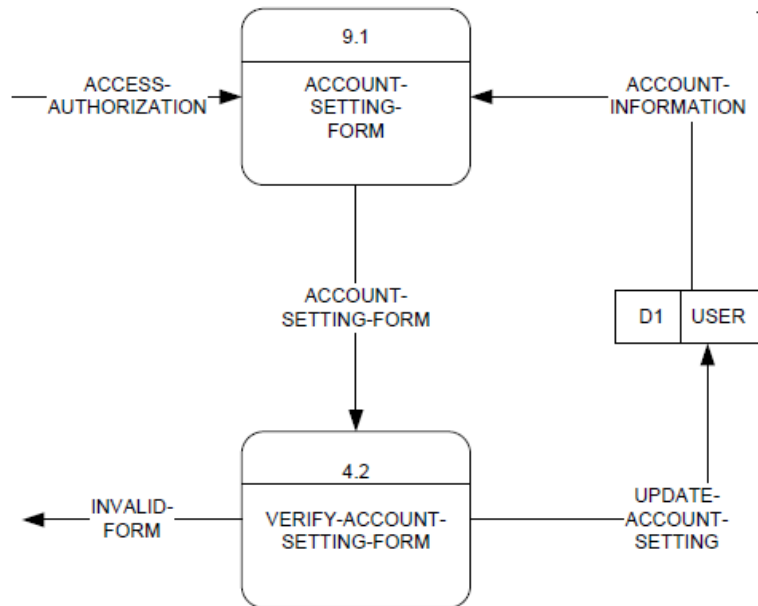 9.1
ACCESS-
AUTHORIZATION
ACCOUNT-
SETTING-
FORM
ACCOUNT-
INFORMATION
ACCOUNT-
SETTING-FORM
D1
USER
4.2
INVALID-
FORM
VERIFY-ACCOUNT-
SETTING-FORM
UPDATE-
ACCOUNT-
SETTING